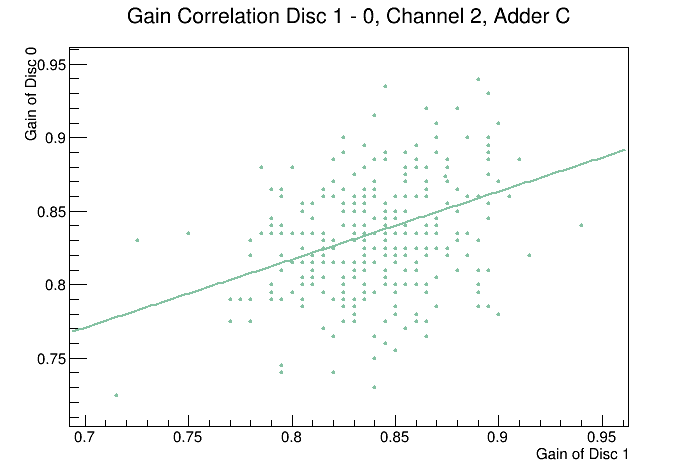 Gain Correlation Disc 1 - 0, Channel 2, Adder C
Gain of Disc 0
0.95
0.9
0.85
0.8
0.75
0.7 0.75 0.8 0.85 0.9 0.95
Gain of Disc 1